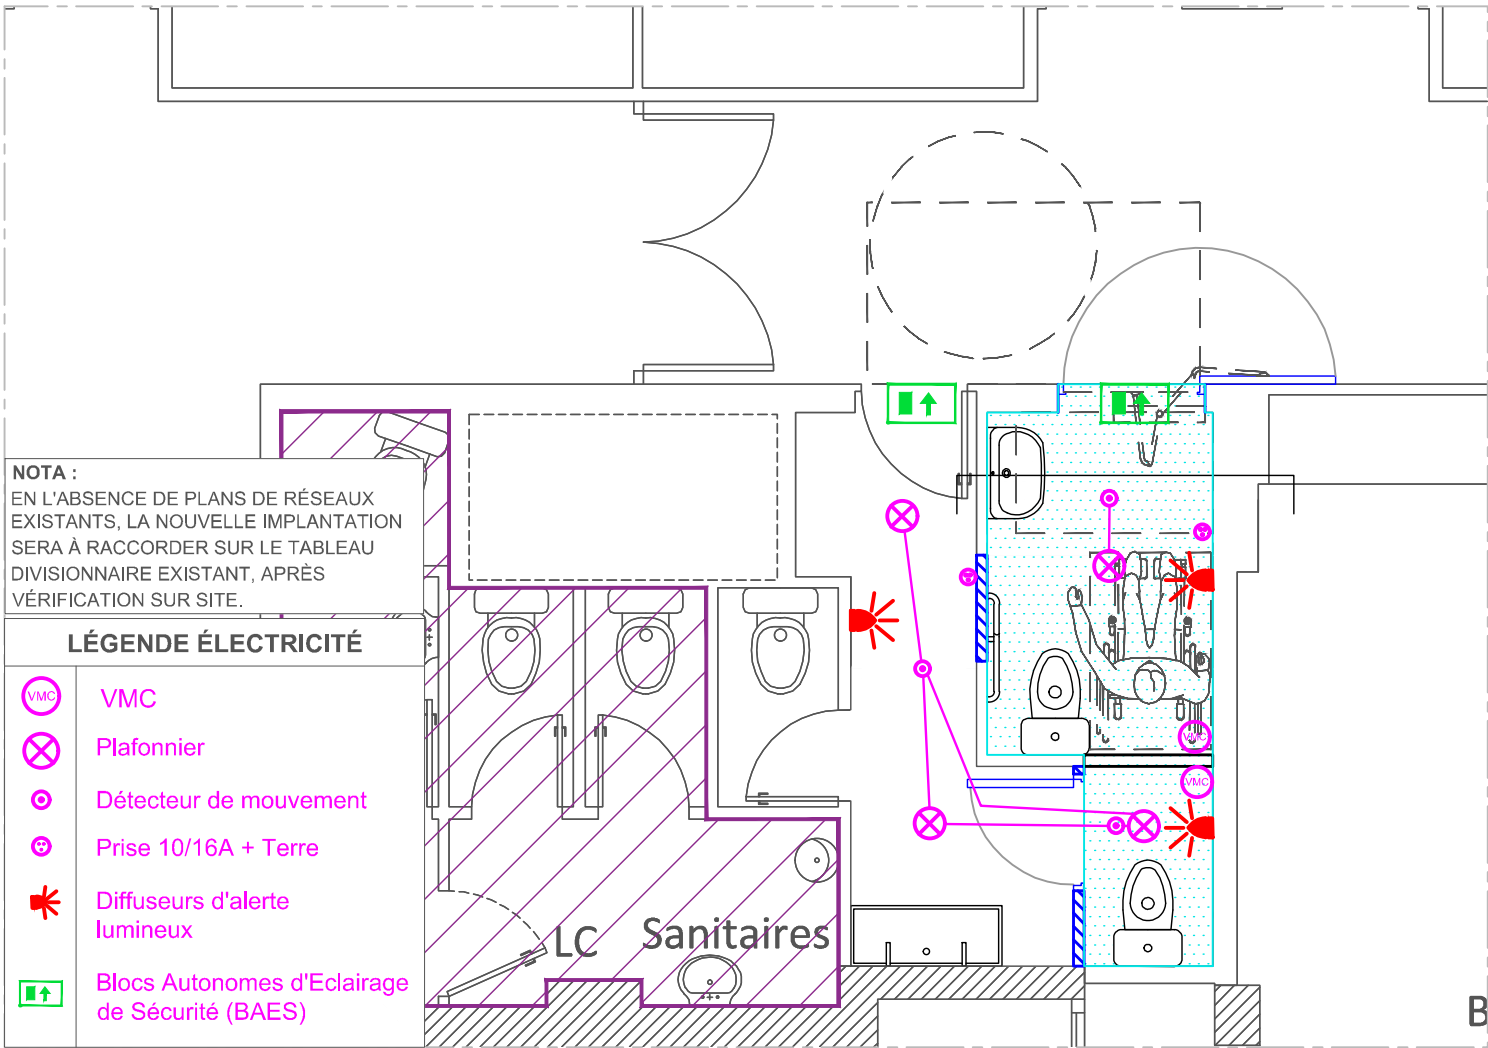 NOTA :
EN L'ABSENCE DE PLANS DE RÉSEAUX
EXISTANTS, LA NOUVELLE IMPLANTATION
SERA À RACCORDER SUR LE TABLEAU
DIVISIONNAIRE EXISTANT, APRÈS
VÉRIFICATION SUR SITE.
LÉGENDE ÉLECTRICITÉ
VMC VMC
Plafonnier
Détecteur de mouvement
Prise 10/16A + Terre
Diffuseurs d'alerte
lumineux
Blocs Autonomes d'Eclairage
de Sécurité (BAES)
LC
Sanitaires
VMC
VMC
B